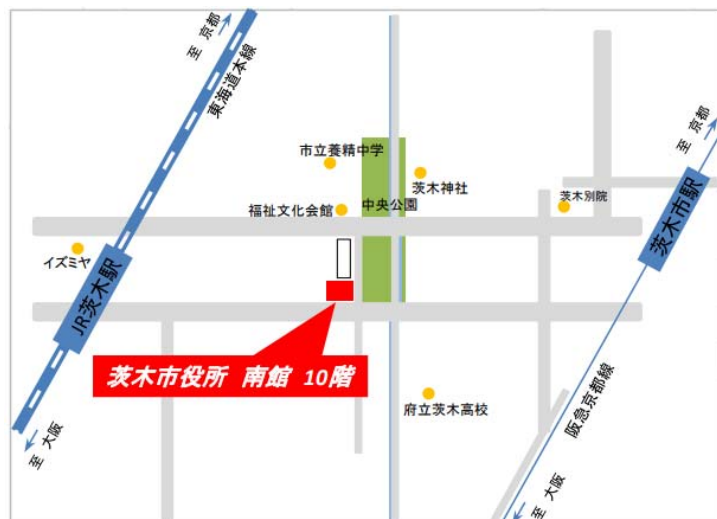 至 京都
東海道本線
市立養精中学
茨木神社
至 京都
福祉文化会館
中央公園
茨木別院
茨木市駅
イズミヤ
JR茨木駅
茨木市役所 南館 10階
府立茨木高校
阪急京都線
至 大阪
至 大阪